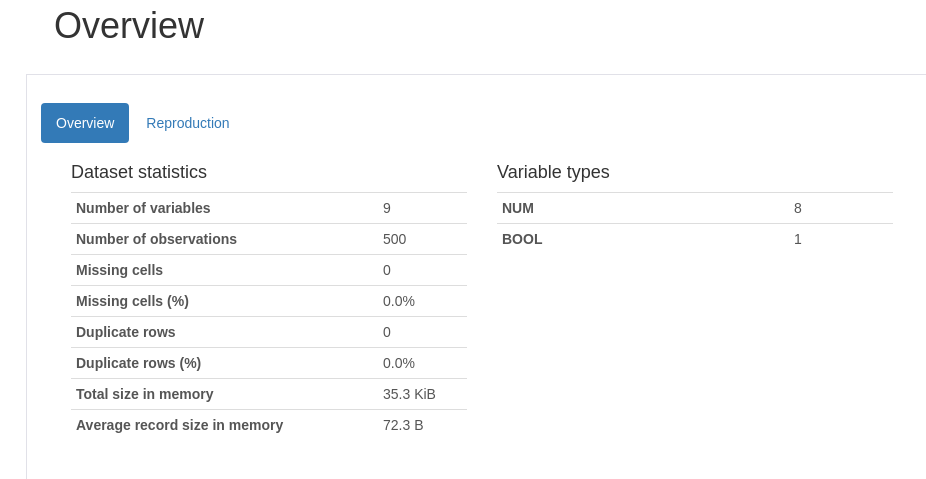 Overview
Overview Reproduction
Dataset statistics
Number of variables 9
Number of observations 500
Missing cells 0
Missing cells (%) 0.0%
Duplicate rows 0
Duplicate rows (%) 0.0%
Total size in memory 35.3 KiB
Average record size in memory 72.3 B
Variable types
NUM 8
BOOL 1